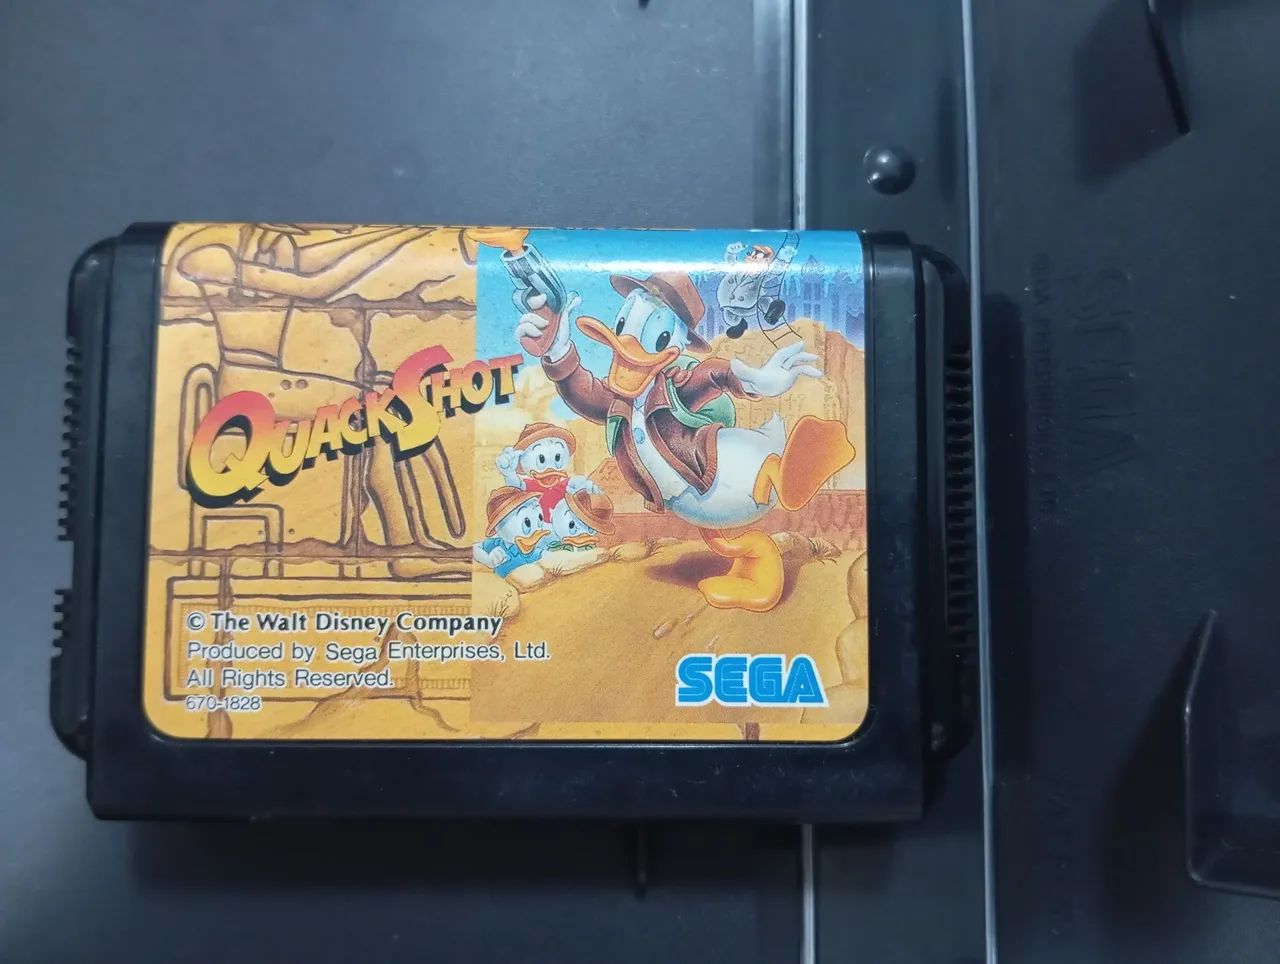 QUACKSHOT
© The Walt Disney Company
Produced by Sega Enterprises, Ltd.
All Rights Reserved.
670-1828
SEGA